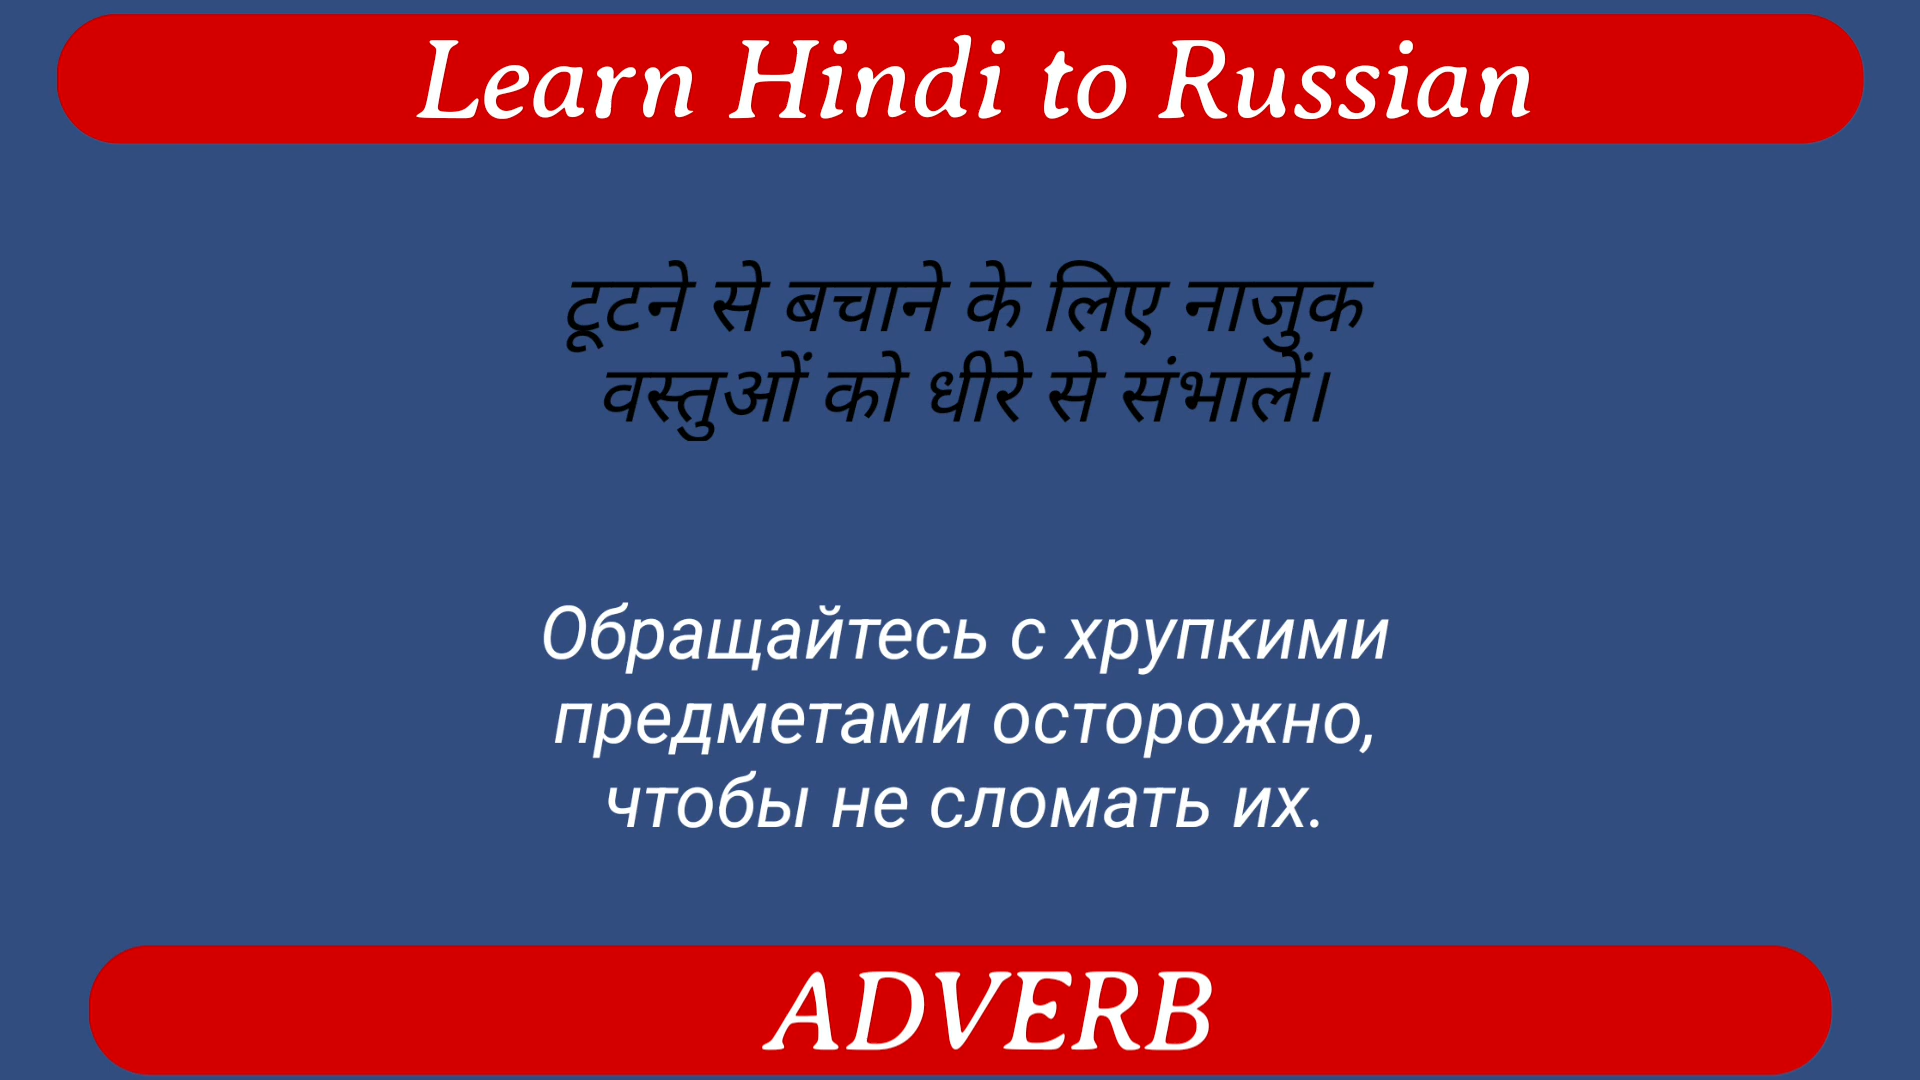 Learn Hindi to Russian
टूटने से बचाने के लिए नाजुक
वस्तुओं को धीरे से संभालें।
Обращайтесь с хрупкими
предметами осторожно,
чтобы не сломать их.
ADVERB